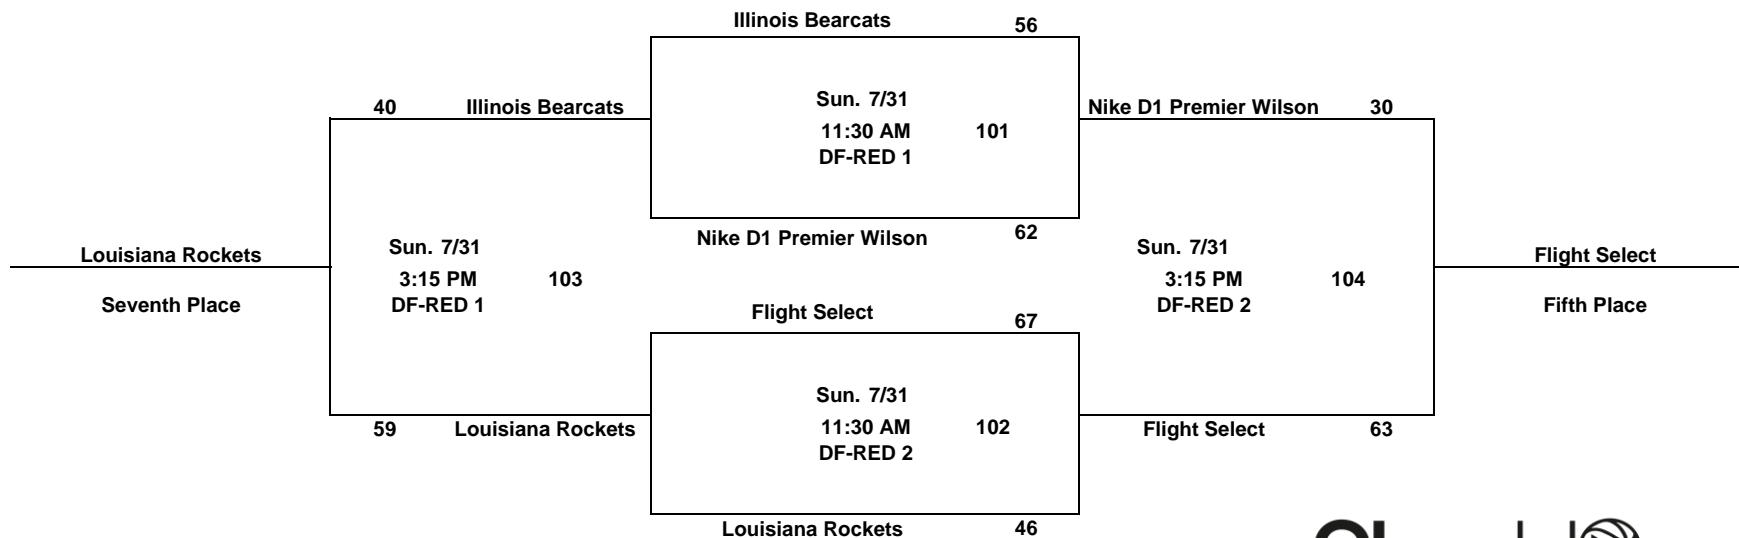 Illinois Bearcats 56
Sun. 7/31
40 Illinois Bearcats
Nike D1 Premier Wilson 30
11:30 AM 101
DF-RED 1
Nike D1 Premier Wilson 62
Louisiana Rockets
Sun. 7/31
Sun. 7/31
Flight Select
3:15 PM 103
3:15 PM 104
Seventh Place
DF-RED 1
Flight Select 67
DF-RED 2
Fifth Place
Sun. 7/31
59 Louisiana Rockets
11:30 AM 102
Flight Select 63
DF-RED 2
Louisiana Rockets 46